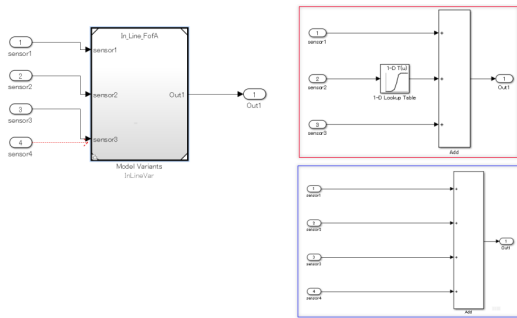 In_Line_FofA
1
sensor1
sensor1
2
sensor2
sensor2
Out1
1
Out1
3
sensor3
sensor3
4
sensor4
Model Variants
InLineVar
1
sensor1
1-D T(u)
2
sensor2
1-D Lookup Table
1
Out1
3
sensor3
Add
1
sensor1
sensor2
1
Out1
3
sensor3
4
sensor4
Add